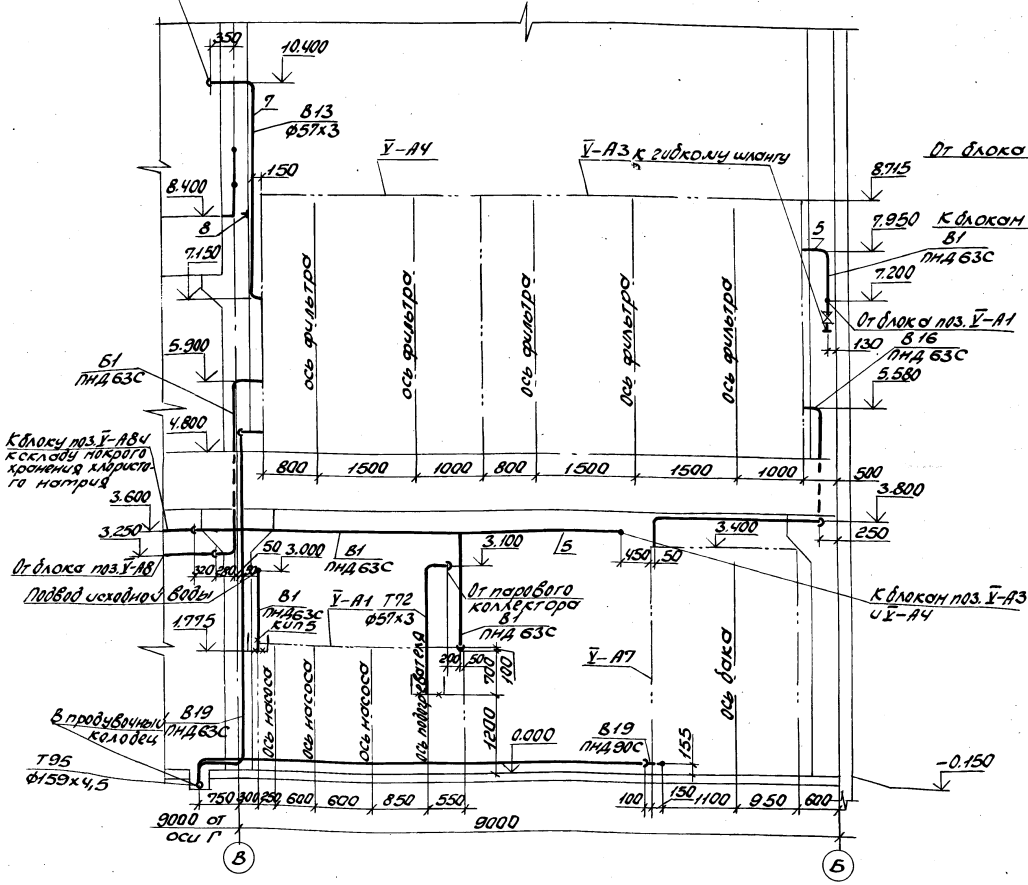 350
10.400
7
В13
ф57х3
V-А4
V-А3
к гибкому шлангу
От блока
150
8.715
8.400
8
5
7.950
К блокам
В1
ПНД 63С
7.150
7.200
ось фильтра
ось фильтра
ось фильтра
ось фильтра
ось фильтра
От блока поз. V-А1
130
В16
ПНД 63С
5.900
Б1
ПНД 63С
5.580
4.800
К блоку поз. V-А8ч
к складу мокрого
хранения хлористо-
го натрия
800
1500
1000
800
1500
1500
1000
500
3.600
3.800
3.250
3.400
250
50
3.000
В1
ПНД 63С
3.100
5
450
50
От блока поз. V-А8
320
280
50
Подвод исходной воды
В1
ПНД 63С
кип 5
V-А1
Т72
ф57х3
От парового
коллектора
В1
ПНД 63С
К блокам поз. V-А3
и V-А4
1.775
200
50
700
100
V-А7
ось насоса
ось насоса
ось насоса
ось подогревателя
ось бака
1200
В продувочный
колодец
В19
ПНД 63С
0.000
В19
ПНД 90С
155
Т95
ф159х4,5
-0.150
750
300
250
600
600
850
550
100
150
1100
950
600
9000 от
оси Г
9000
В
Б